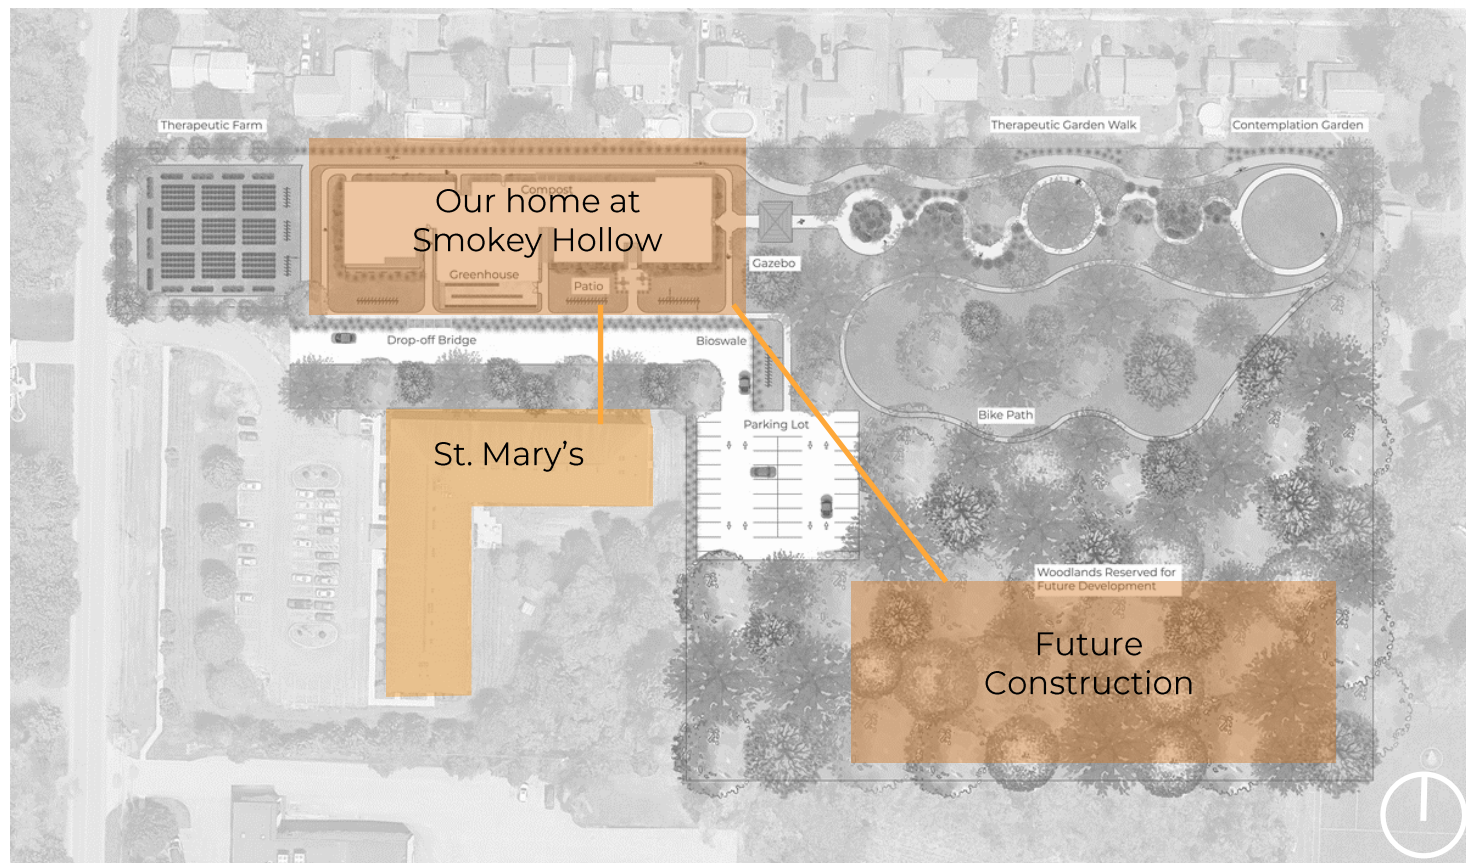 Therapeutic Farm
Therapeutic Garden Walk
Contemplation Garden
Compost
Our home at
Smokey Hollow
Gazebo
Greenhouse
Patio
Drop-off Bridge
Bioswale
Bike Path
Parking Lot
St. Mary’s
Woodlands Reserved for
Future Development
Future
Construction